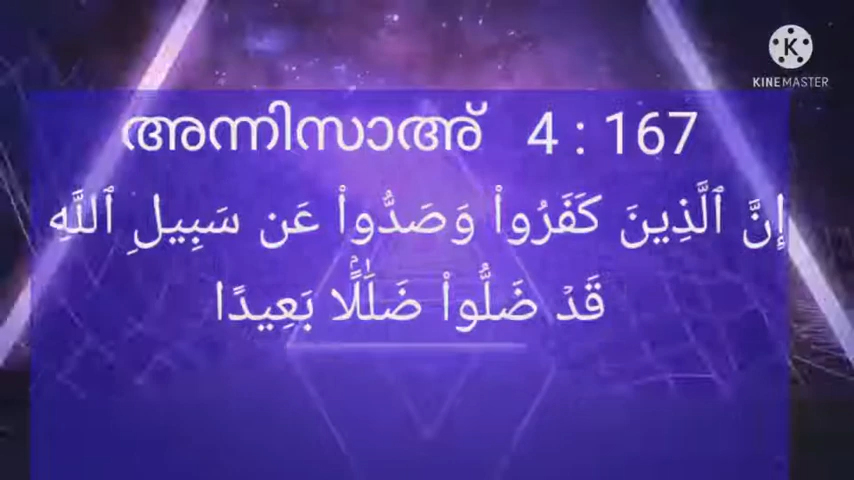 KINEMASTER
അന്നിസാഅ് 4 : 167
إِنَّ ٱلَّذِينَ كَفَرُوا۟ وَصَدُّوا۟ عَن سَبِيلِ ٱللَّهِ
قَدْ ضَلُّوا۟ ضَلَـٰلًۢا بَعِيدًا